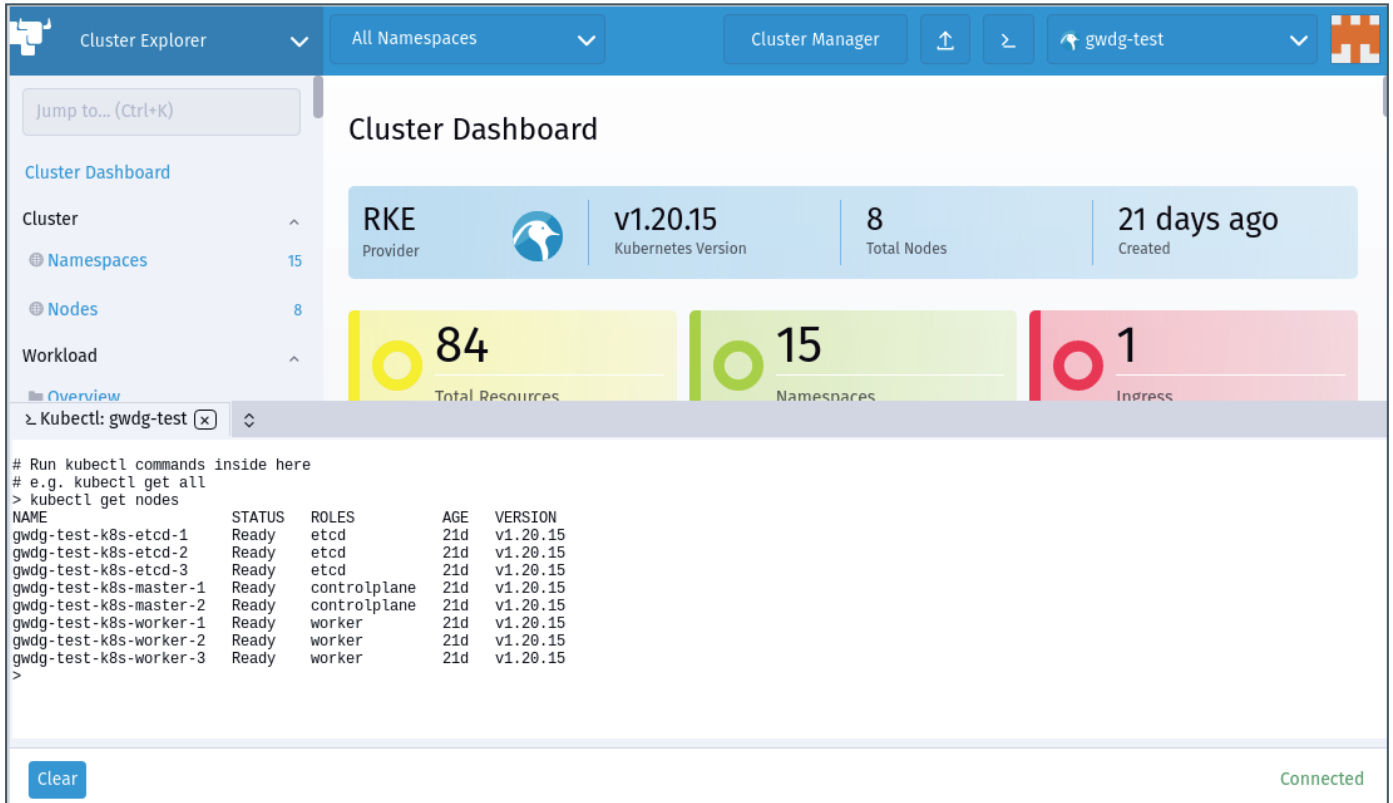 Cluster Explorer
All Namespaces
Cluster Manager
gwdg-test
Jump to... (Ctrl+K)
Cluster Dashboard
Cluster
Namespaces 15
Nodes 8
Workload
Overview
Cluster Dashboard
RKE
Provider
v1.20.15
Kubernetes Version
8
Total Nodes
21 days ago
Created
84
Total Resources
15
Namespaces
1
Ingress
Kubectl: gwdg-test
# Run kubectl commands inside here
# e.g. kubectl get all
> kubectl get nodes
NAME STATUS ROLES AGE VERSION
gwdg-test-k8s-etcd-1 Ready etcd 21d v1.20.15
gwdg-test-k8s-etcd-2 Ready etcd 21d v1.20.15
gwdg-test-k8s-etcd-3 Ready etcd 21d v1.20.15
gwdg-test-k8s-master-1 Ready controlplane 21d v1.20.15
gwdg-test-k8s-master-2 Ready controlplane 21d v1.20.15
gwdg-test-k8s-worker-1 Ready worker 21d v1.20.15
gwdg-test-k8s-worker-2 Ready worker 21d v1.20.15
gwdg-test-k8s-worker-3 Ready worker 21d v1.20.15
>
Clear
Connected